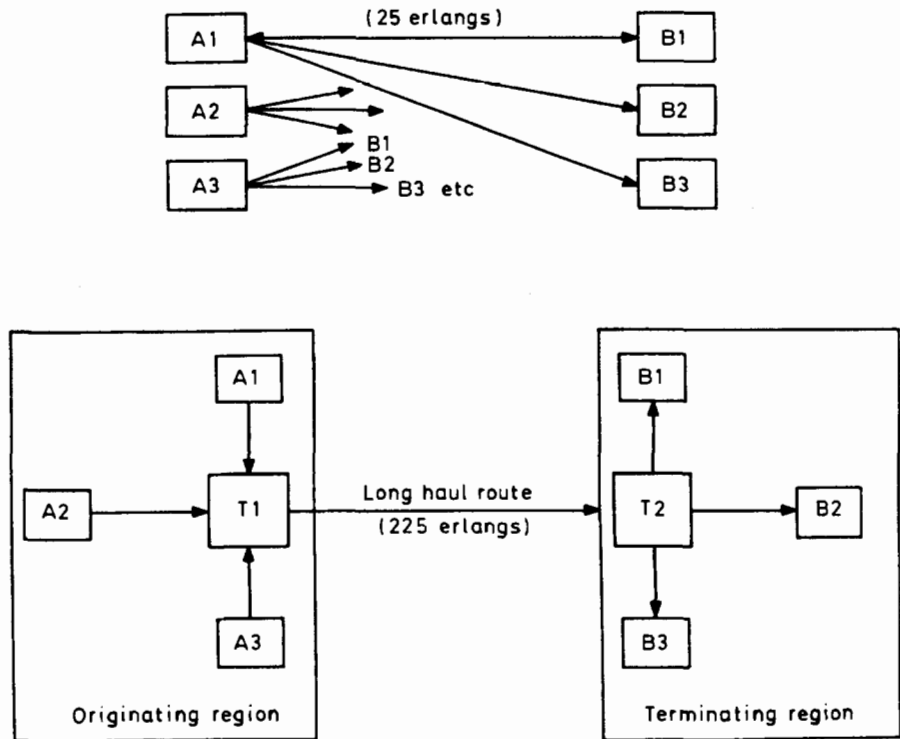 (25 erlangs)
A1
B1
A2
B2
B1
B2
A3
B3
B3 etc
A1
B1
A2
T1
Long haul route
(225 erlangs)
T2
B2
A3
B3
Originating region
Terminating region